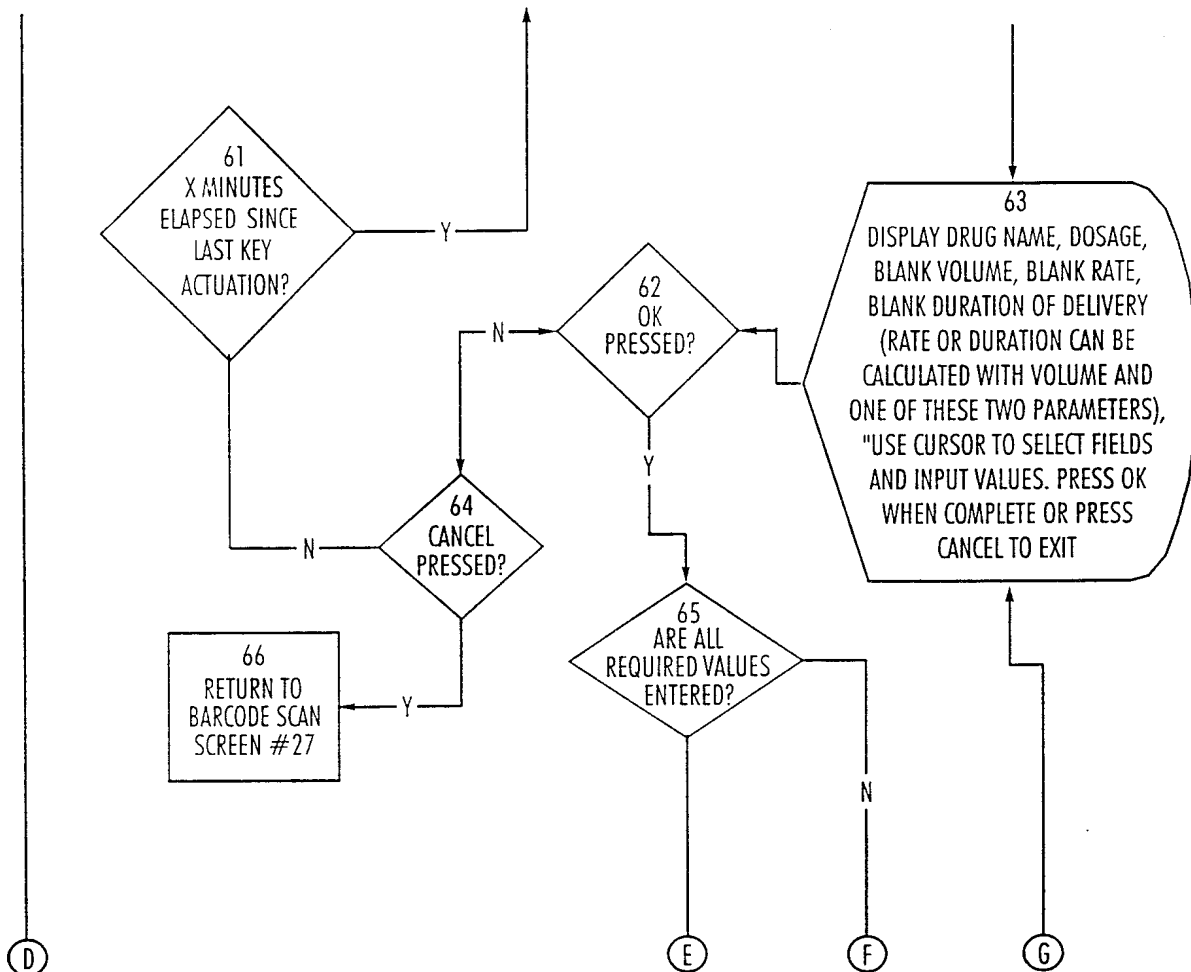 61
X MINUTES
ELAPSED SINCE
LAST KEY
ACTUATION?
Y
62
OK
PRESSED?
N
Y
63
DISPLAY DRUG NAME, DOSAGE,
BLANK VOLUME, BLANK RATE,
BLANK DURATION OF DELIVERY
(RATE OR DURATION CAN BE
CALCULATED WITH VOLUME AND
ONE OF THESE TWO PARAMETERS),
"USE CURSOR TO SELECT FIELDS
AND INPUT VALUES. PRESS OK
WHEN COMPLETE OR PRESS
CANCEL TO EXIT
64
CANCEL
PRESSED?
N
Y
65
ARE ALL
REQUIRED VALUES
ENTERED?
N
66
RETURN TO
BARCODE SCAN
SCREEN #27
D
E
F
G